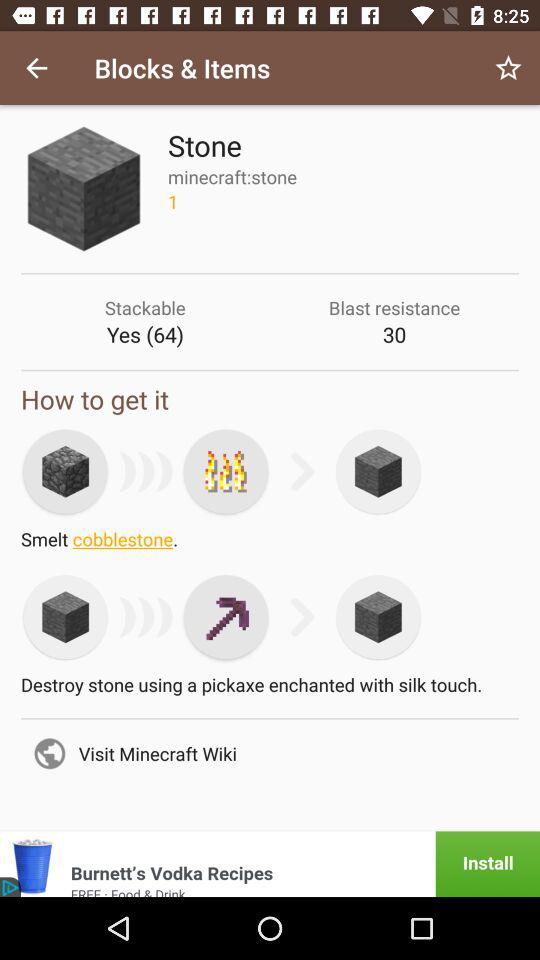 8:25
Blocks & Items
Stone
minecraft:stone
1
Stackable
Yes (64)
Blast resistance
30
How to get it
Smelt cobblestone.
Destroy stone using a pickaxe enchanted with silk touch.
Visit Minecraft Wiki
Burnett's Vodka Recipes
FREE · Food & Drink
Install